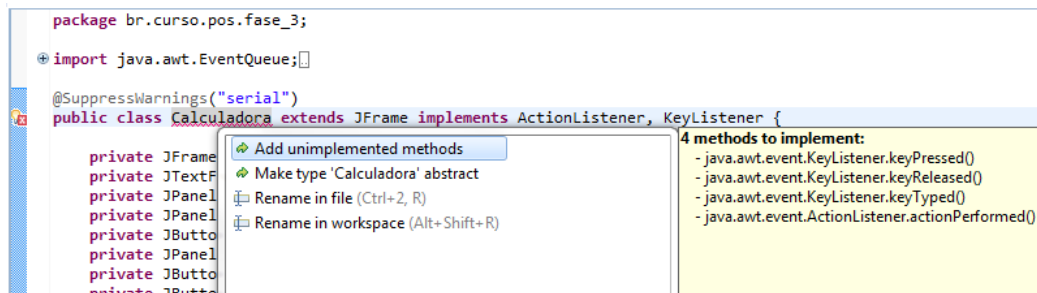 package br.curso.pos.fase_3;
import java.awt.EventQueue;
@SuppressWarnings("serial")
public class Calculadora extends JFrame implements ActionListener, KeyListener {
private JFrame
private JTextF
private JPanel
private JPanel
private JButto
private JPanel
private JButto
private JButto
Add unimplemented methods
Make type 'Calculadora' abstract
Rename in file (Ctrl+2, R)
Rename in workspace (Alt+Shift+R)
4 methods to implement:
- java.awt.event.KeyListener.keyPressed()
- java.awt.event.KeyListener.keyReleased()
- java.awt.event.KeyListener.keyTyped()
- java.awt.event.ActionListener.actionPerformed()